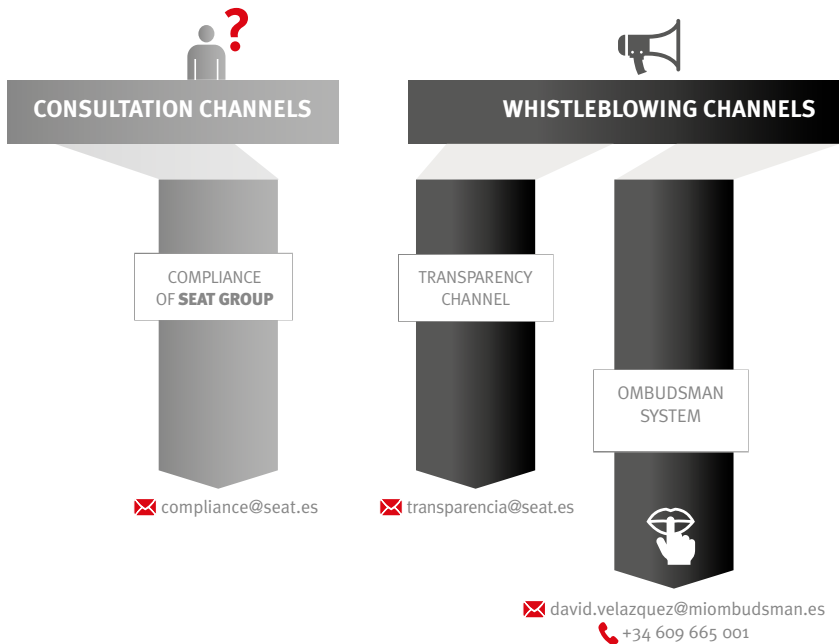 ?
CONSULTATION CHANNELS
WHISTLEBLOWING CHANNELS
COMPLIANCE
OF SEAT GROUP
TRANSPARENCY
CHANNEL
OMBUDSMAN
SYSTEM
compliance@seat.es
transparencia@seat.es
david.velazquez@miombudsman.es
+34 609 665 001